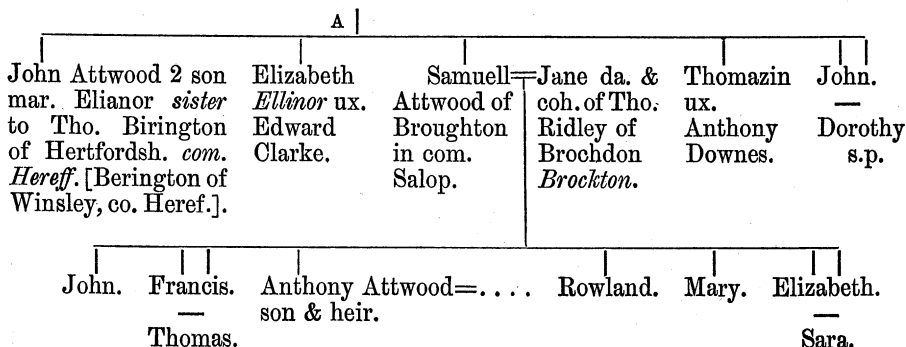 A
John Attwood 2 son
mar. Elianor sister
to Tho. Birington
of Hertfordsh. com.
Hereff. [Berington of
Winsley, co. Heref.].
Elizabeth
Ellinor ux.
Edward
Clarke.
Samuell=Jane da. &
Attwood of
Broughton
in com.
Salop.
coh. of Tho.
Ridley of
Brochdon
Brockton.
Thomazin
ux.
Anthony
Downes.
John.
—
Dorothy
s.p.
John.
Francis.
—
Thomas.
Anthony Attwood=....
son & heir.
Rowland.
Mary.
Elizabeth.
—
Sara.